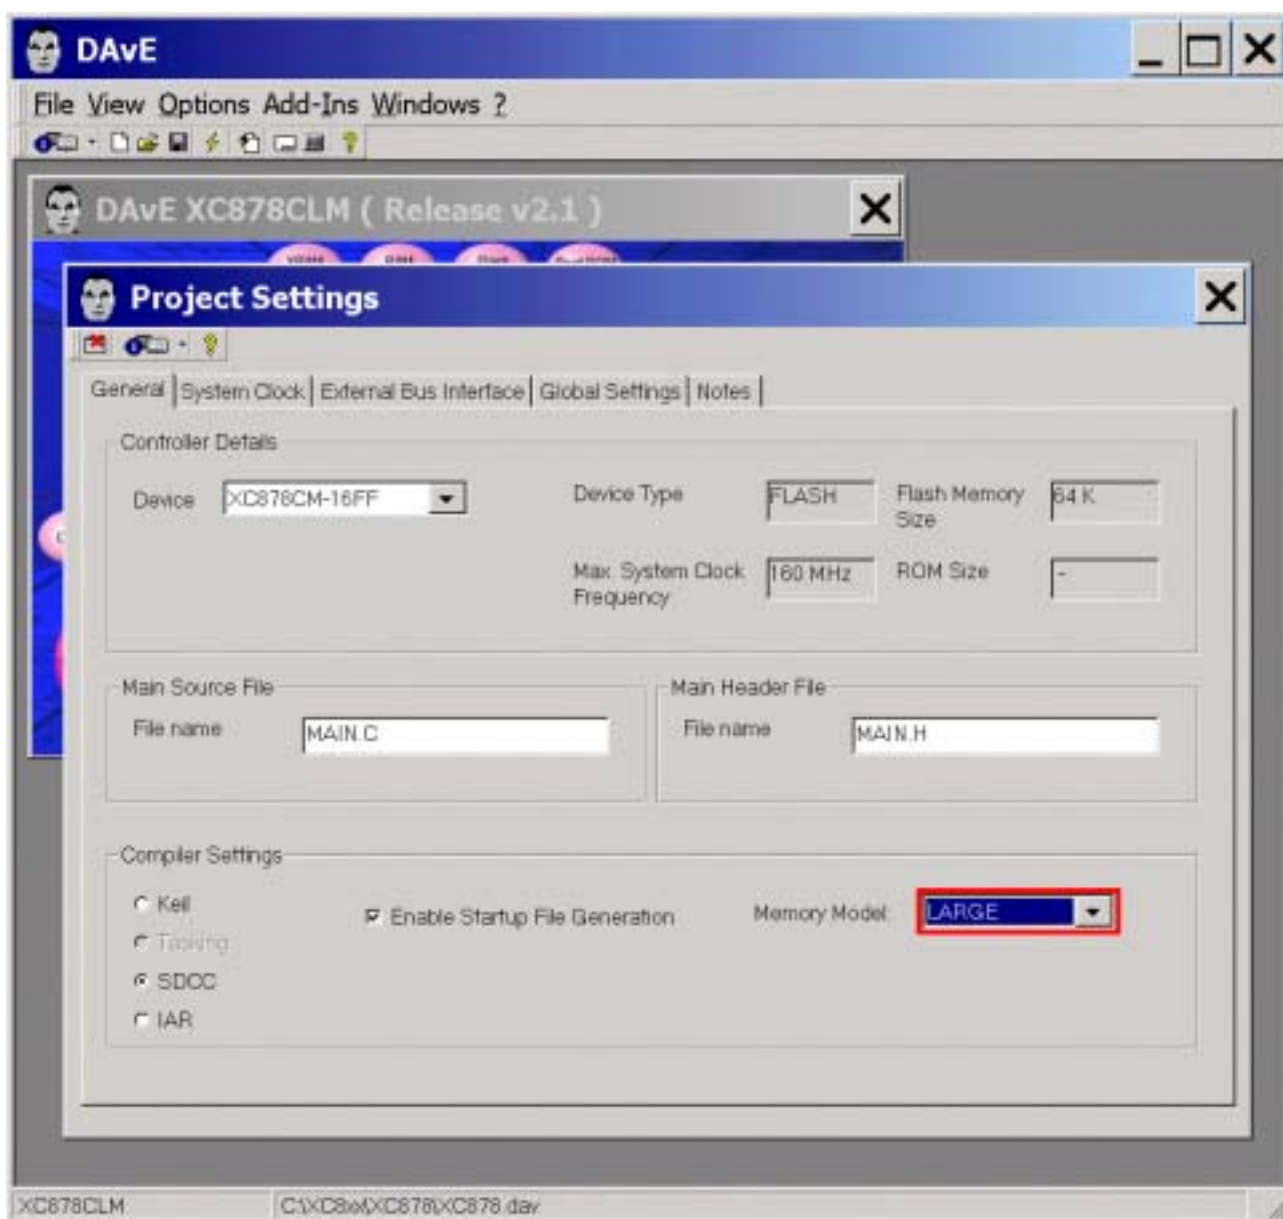 DAvE
File View Options Add-Ins Windows ?
DAvE XC878CLM ( Release v2.1 )
Project Settings
General System Clock External Bus Interface Global Settings Notes
Controller Details
Device XC878CM-16FF Device Type FLASH Flash Memory Size 64 K
Max. System Clock Frequency 160 MHz ROM Size -
Main Source File Main Header File
File name MAIN.C File name MAIN.H
Compiler Settings
Keil Enable Startup File Generation Memory Model: LARGE
Tasking
SDCC
IAR
XC878CLM C:\XC8xx\XC878\XC878.dav